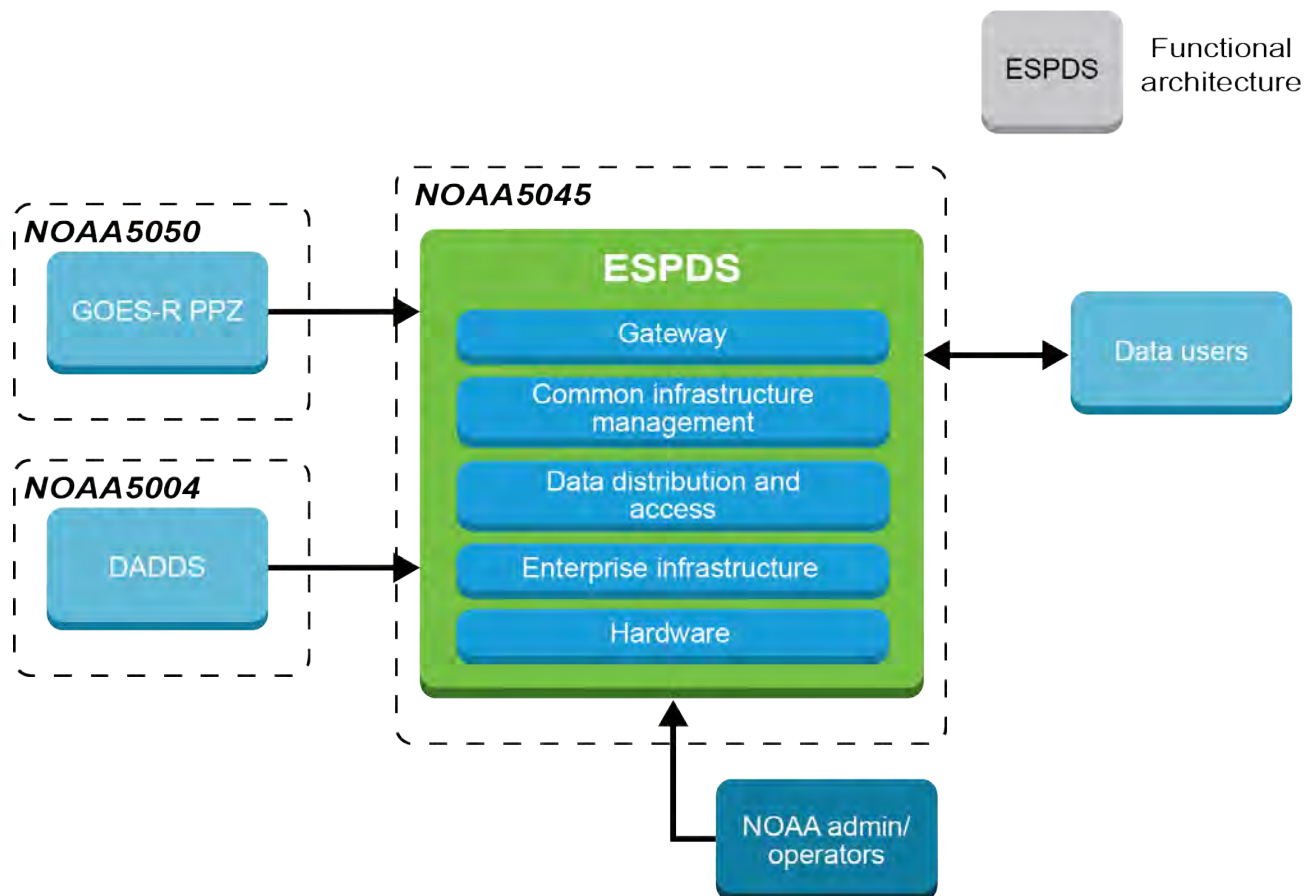 ESPDS
Functional
architecture
NOAA5045
NOAA5050
GOES-R PPZ
NOAA5004
DADDS
ESPDS
Gateway
Common infrastructure
management
Data distribution and
access
Enterprise infrastructure
Hardware
Data users
NOAA admin/
operators